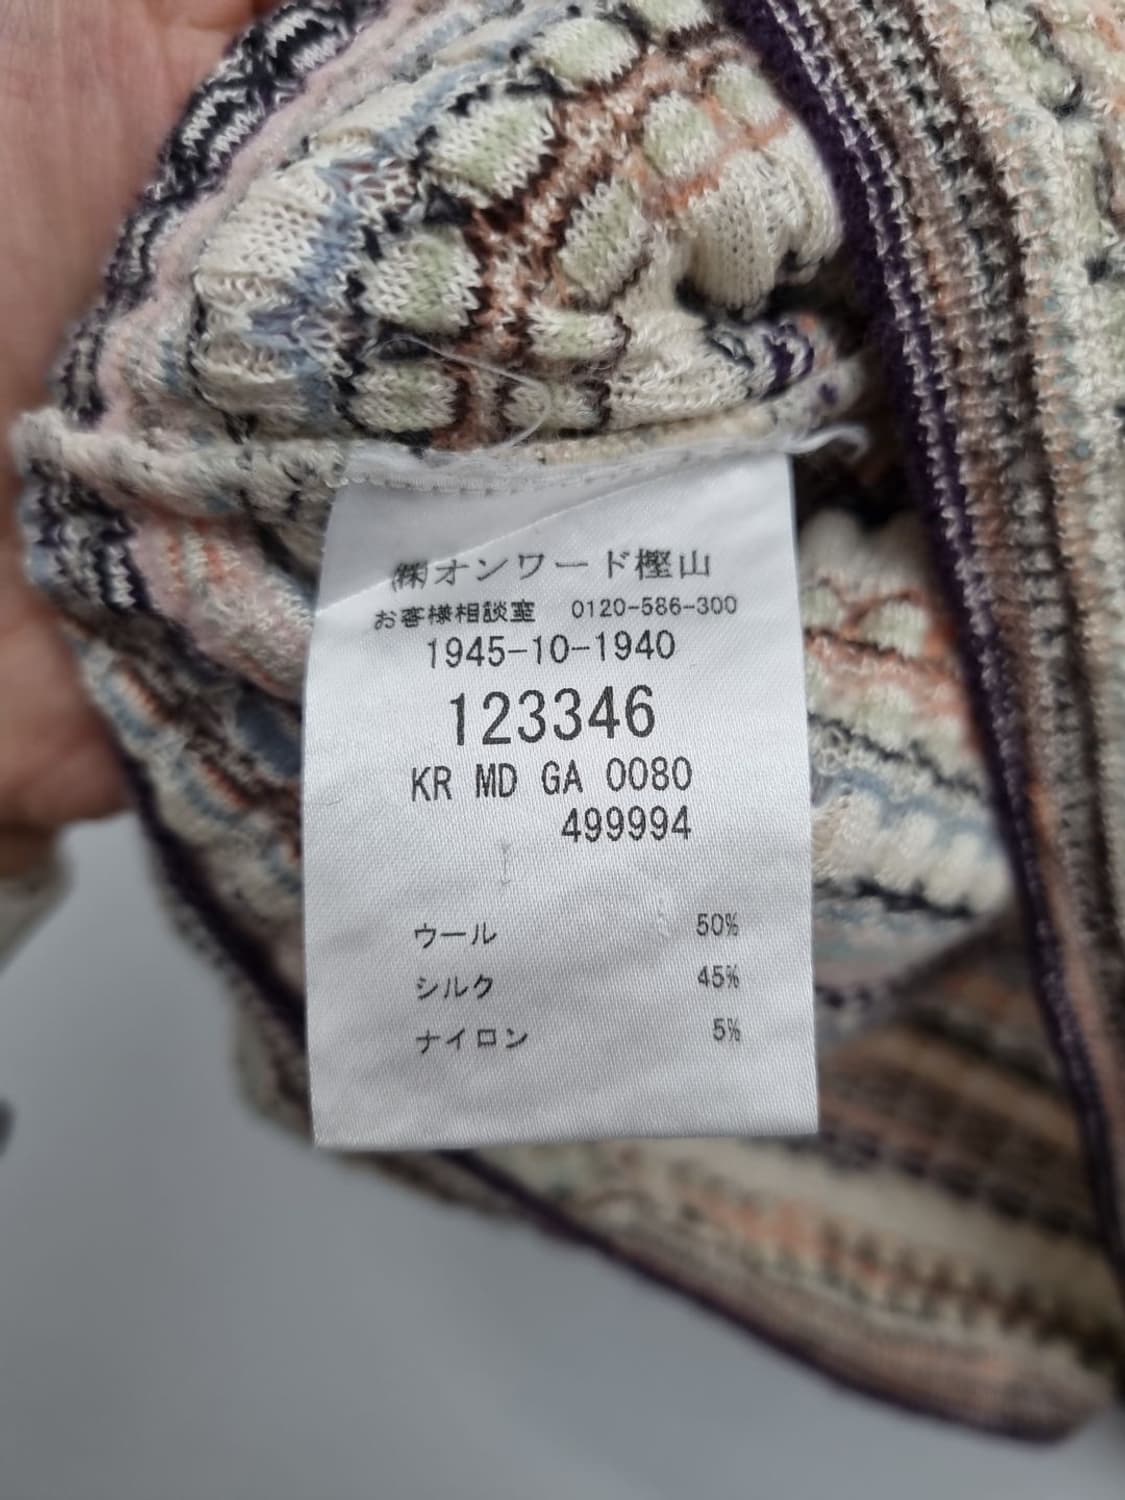 ㈱オンワード樫山
お客様相談室 0120-586-300
1945-10-1940
123346
KR MD GA 0080
499994
ウール 50%
シルク 45%
ナイロン 5%